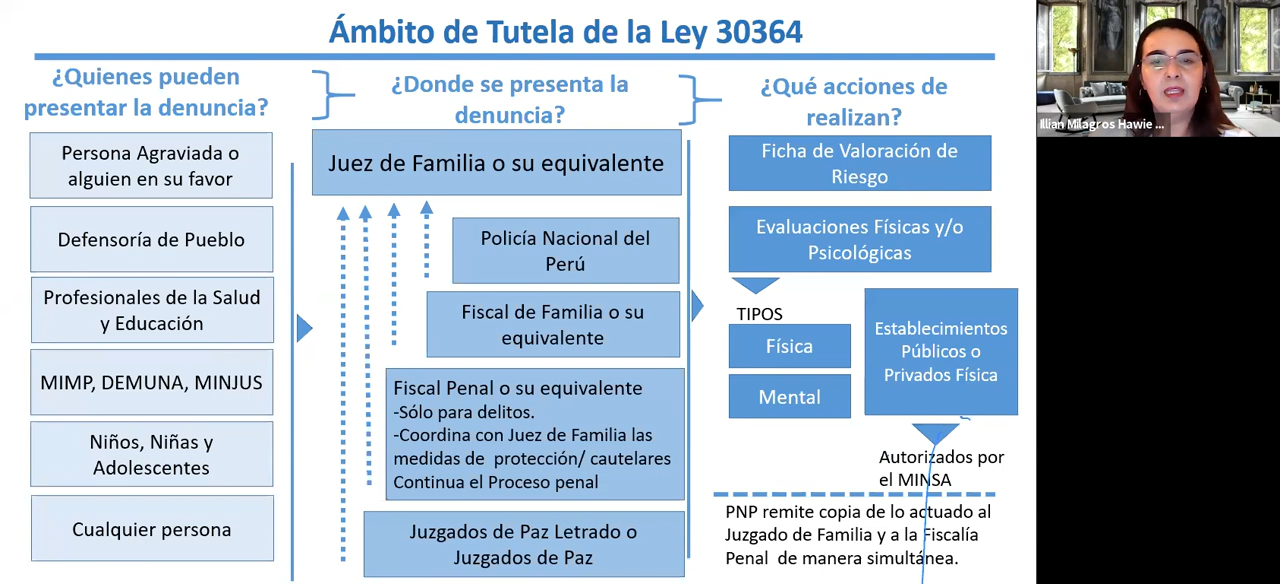 Ámbito de Tutela de la Ley 30364
¿Quienes pueden
presentar la denuncia?
Persona Agraviada o
alguien en su favor
Defensoría de Pueblo
Profesionales de la Salud
y Educación
MIMP, DEMUNA, MINJUS
Niños, Niñas y
Adolescentes
Cualquier persona
¿Donde se presenta la
denuncia?
Juez de Familia o su equivalente
Policía Nacional del
Perú
Fiscal de Familia o su
equivalente
Fiscal Penal o su equivalente
-Sólo para delitos.
-Coordina con Juez de Familia las
medidas de protección/ cautelares
Continua el Proceso penal
Juzgados de Paz Letrado o
Juzgados de Paz
¿Qué acciones de
realizan?
Ficha de Valoración de
Riesgo
Evaluaciones Físicas y/o
Psicológicas
TIPOS
Física
Mental
Establecimientos
Públicos o
Privados Física
Autorizados por
el MINSA
PNP remite copia de lo actuado al
Juzgado de Familia y a la Fiscalía
Penal de manera simultánea.
Illian Milagros Hawie ...